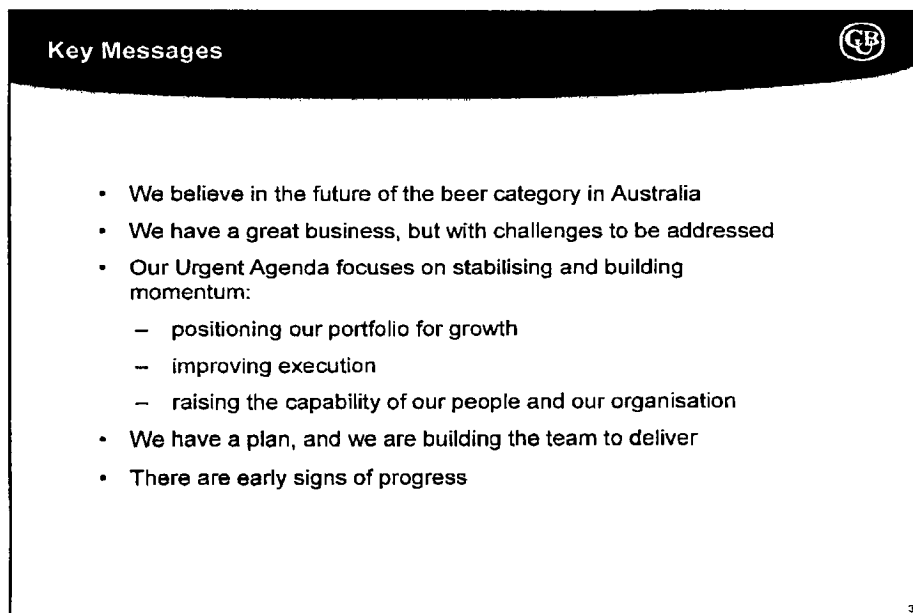 Key Messages
CUB
• We believe in the future of the beer category in Australia
• We have a great business, but with challenges to be addressed
• Our Urgent Agenda focuses on stabilising and building
momentum:
– positioning our portfolio for growth
– improving execution
– raising the capability of our people and our organisation
• We have a plan, and we are building the team to deliver
• There are early signs of progress